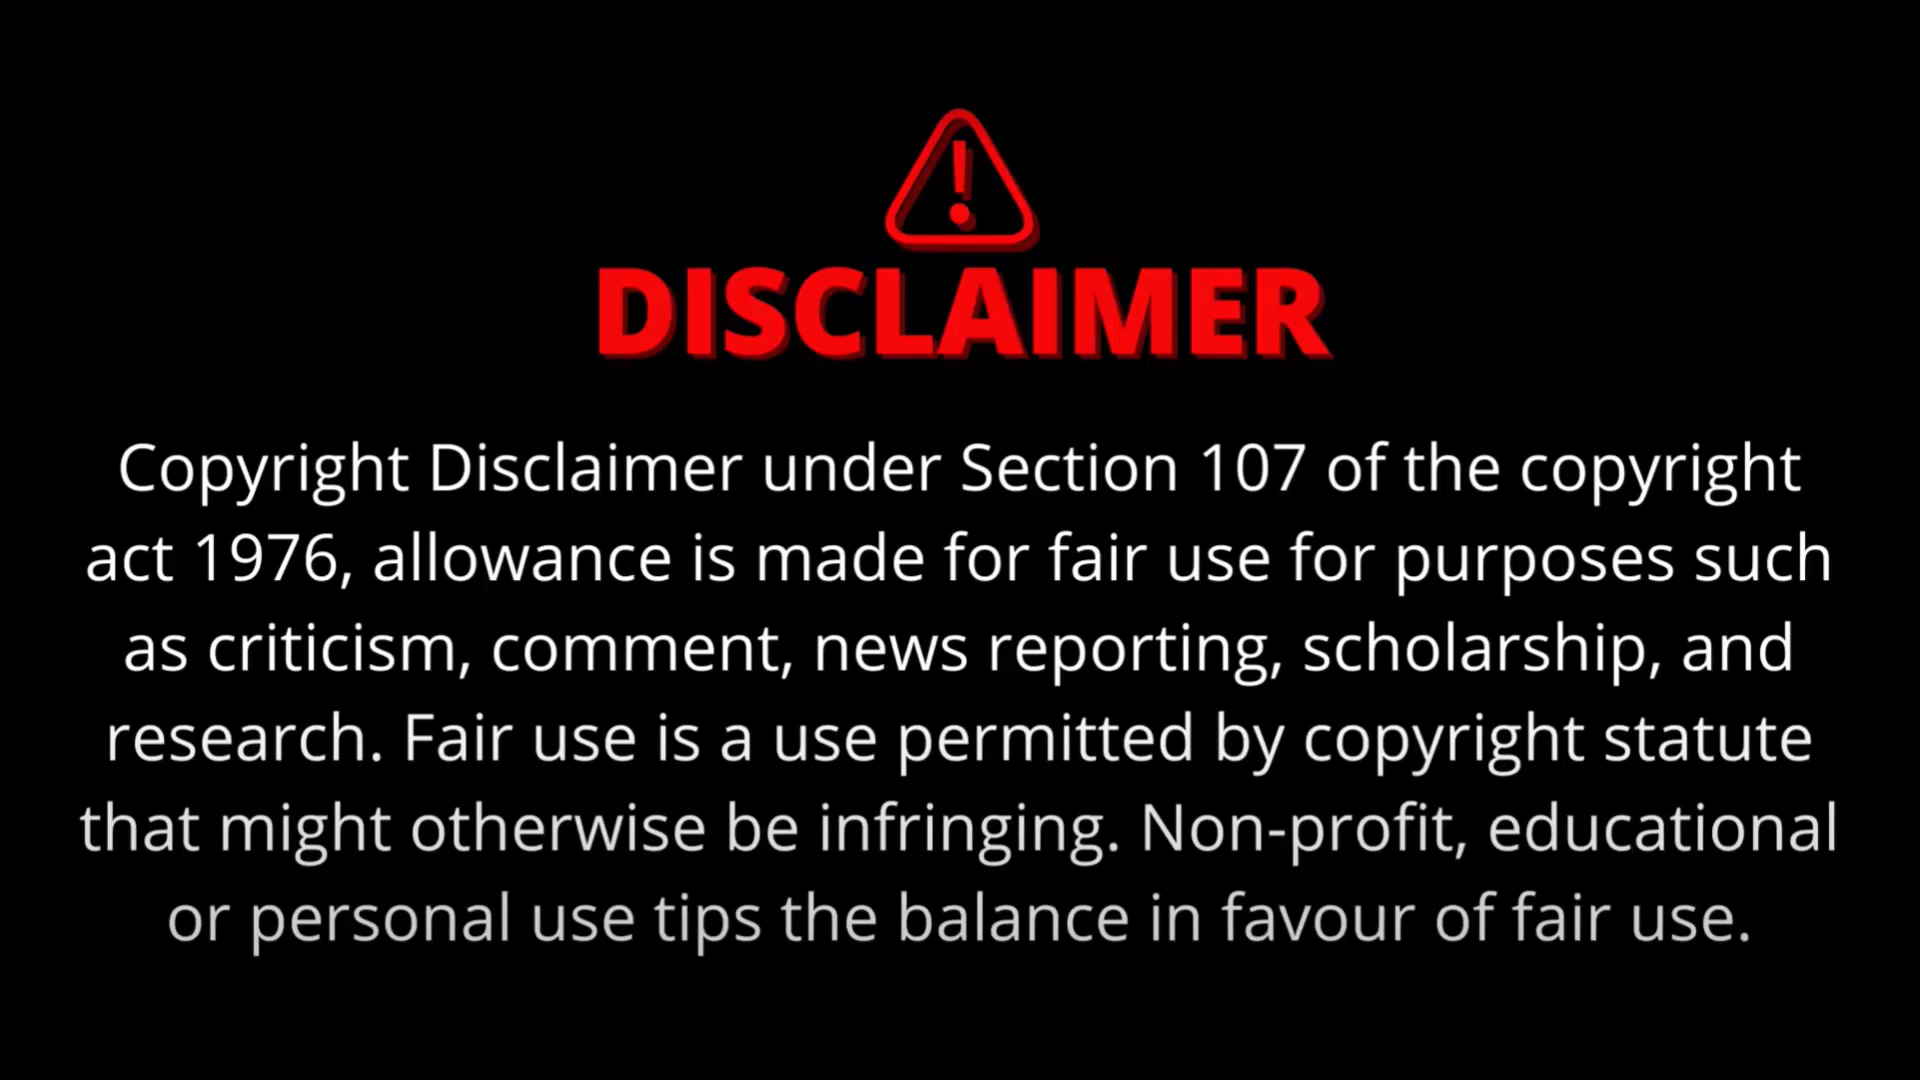 DISCLAIMER
Copyright Disclaimer under Section 107 of the copyright
act 1976, allowance is made for fair use for purposes such
as criticism, comment, news reporting, scholarship, and
research. Fair use is a use permitted by copyright statute
that might otherwise be infringing. Non-profit, educational
or personal use tips the balance in favour of fair use.